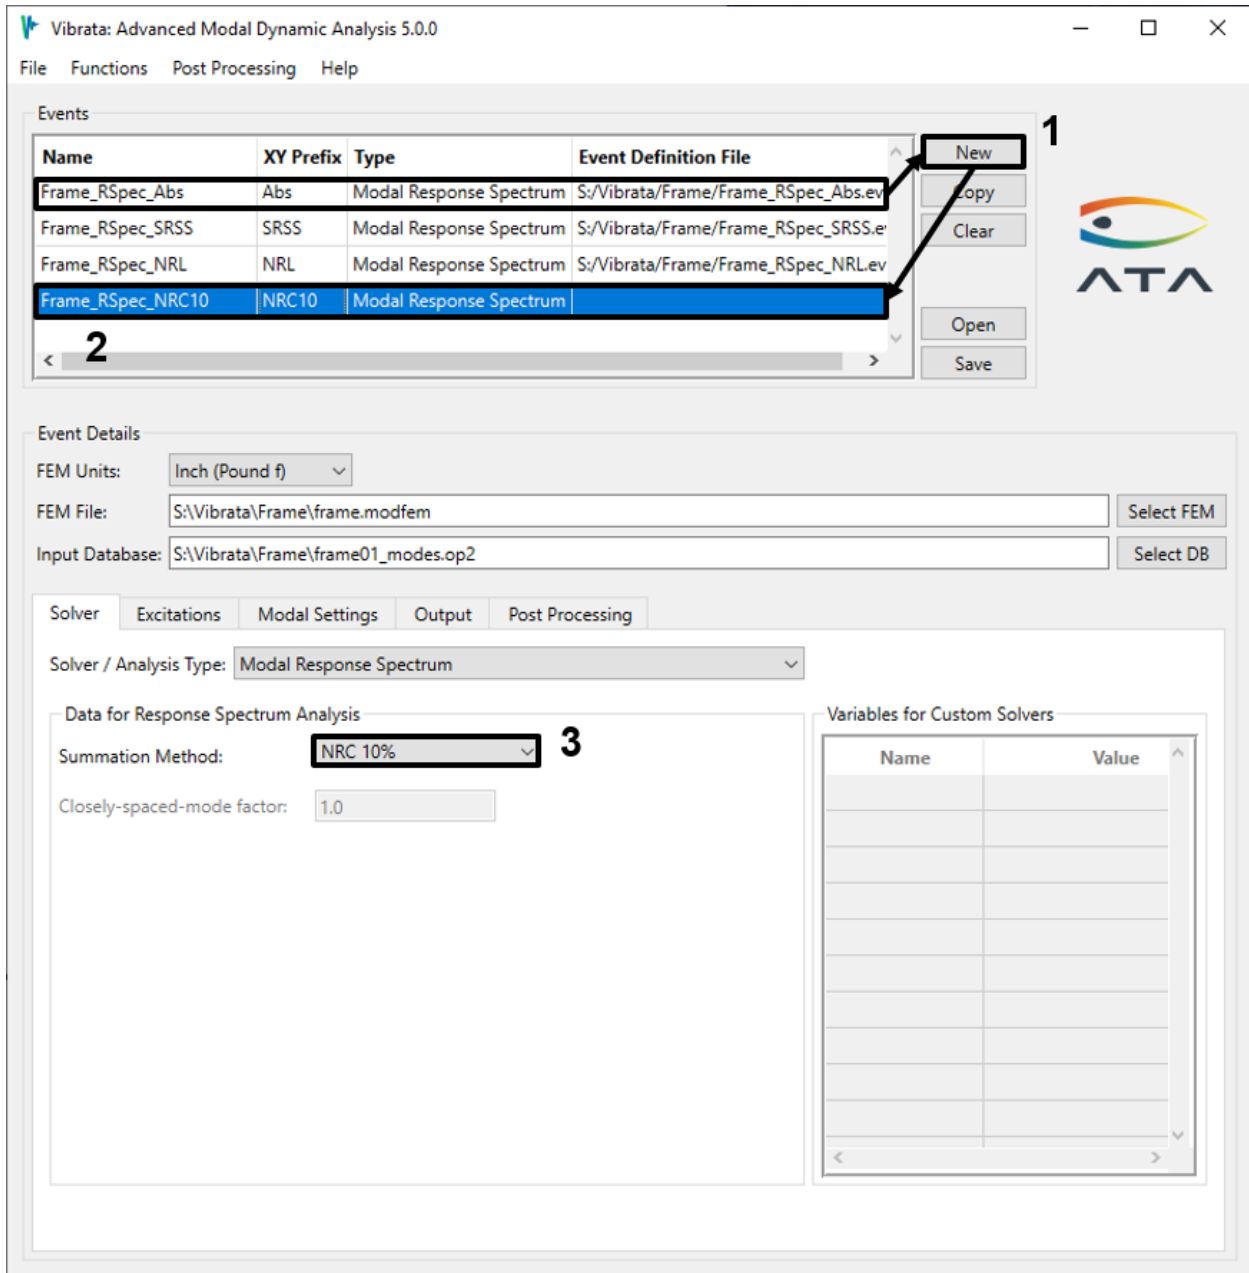 Vibrata: Advanced Modal Dynamic Analysis 5.0.0
File Functions Post Processing Help
Events
1
Name XY Prefix Type Event Definition File
New
Frame_RSpec_Abs Abs Modal Response Spectrum S:/Vibrata/Frame/Frame_RSpec_Abs.ev
Copy
Frame_RSpec_SRSS SRSS Modal Response Spectrum S:/Vibrata/Frame/Frame_RSpec_SRSS.e
Clear
Frame_RSpec_NRL NRL Modal Response Spectrum S:/Vibrata/Frame/Frame_RSpec_NRL.ev
ATA
Frame_RSpec_NRC10 NRC10 Modal Response Spectrum
Open
2
Save
Event Details
FEM Units: Inch (Pound f)
FEM File: S:\Vibrata\Frame\frame.modfem Select FEM
Input Database: S:\Vibrata\Frame\frame01_modes.op2 Select DB
Solver Excitations Modal Settings Output Post Processing
Solver / Analysis Type: Modal Response Spectrum
Data for Response Spectrum Analysis Variables for Custom Solvers
Summation Method: NRC 10% 3
Name Value
Closely-spaced-mode factor: 1.0